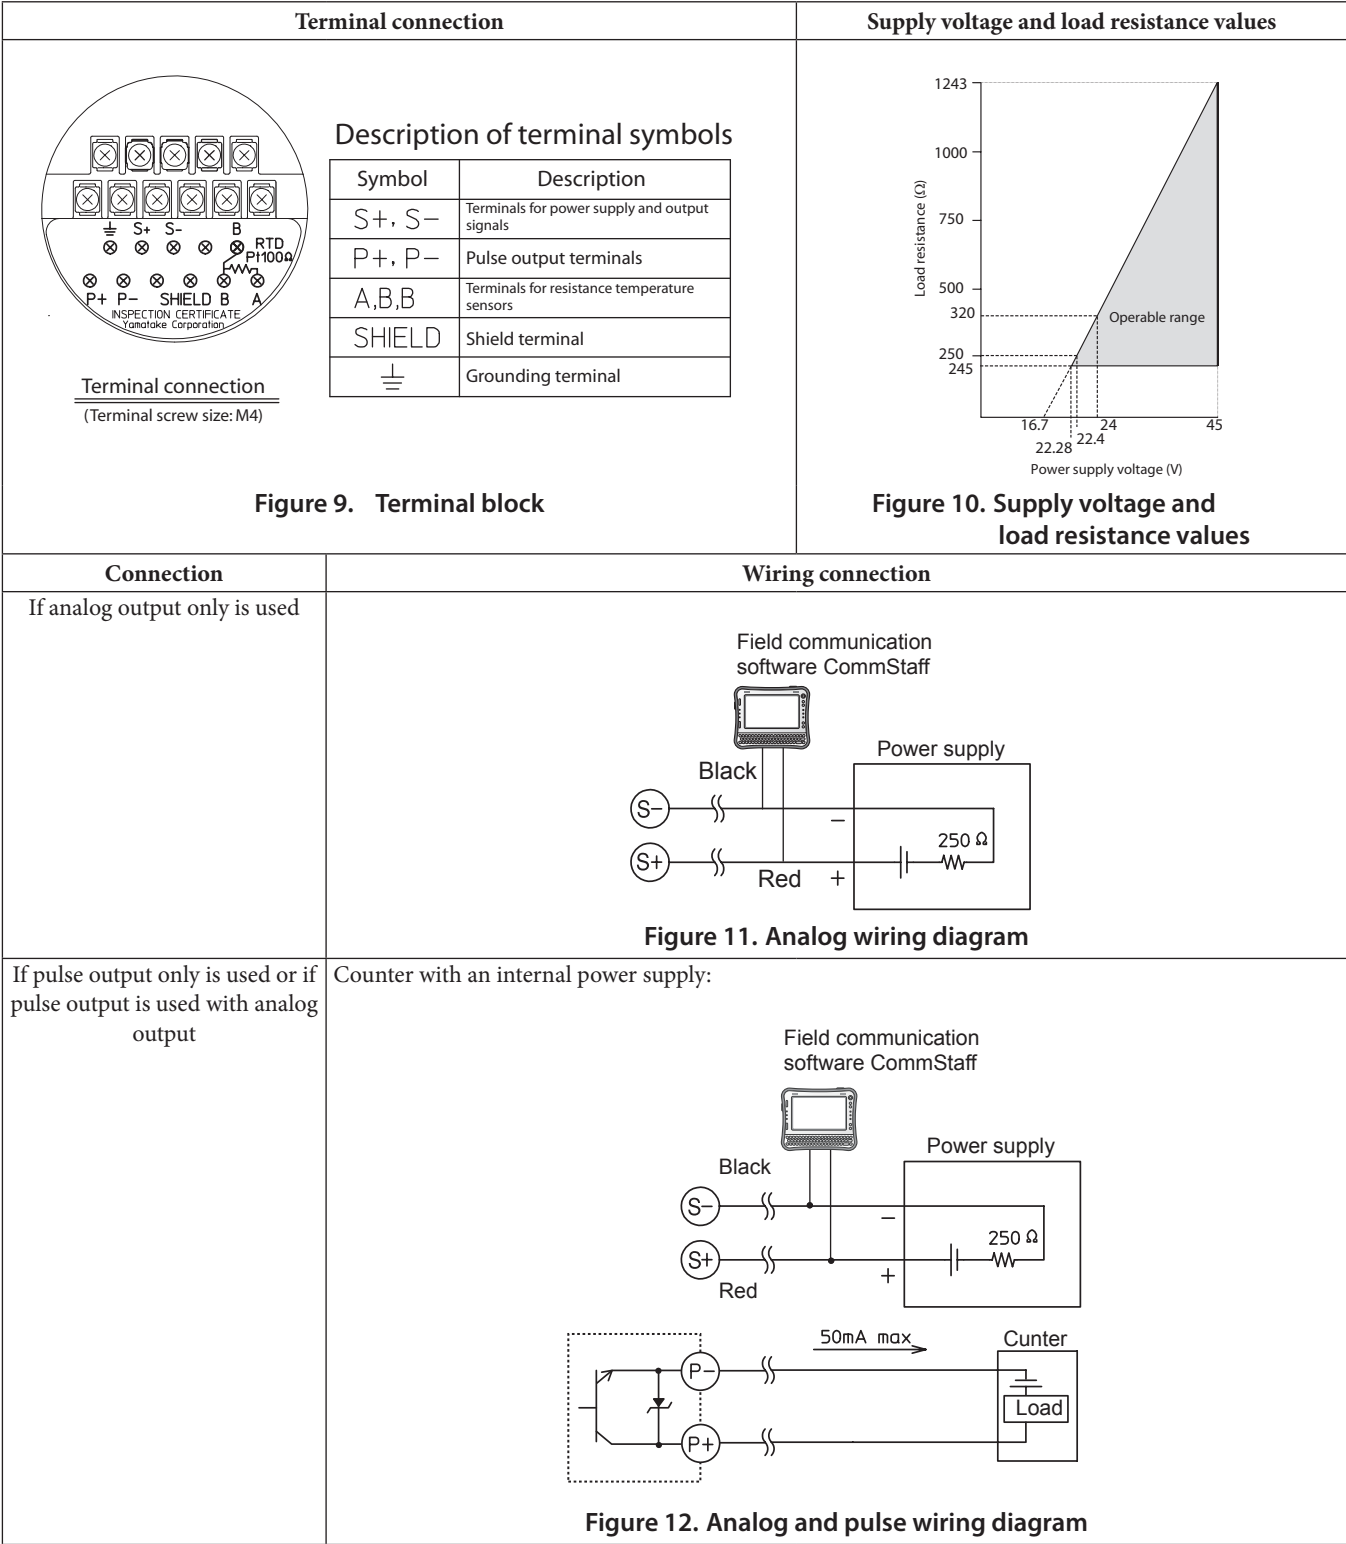 Terminal connection
Supply voltage and load resistance values
Description of terminal symbols
Symbol Description
S+, S− Terminals for power supply and output
signals
P+, P− Pulse output terminals
A,B,B Terminals for resistance temperature
sensors
SHIELD Shield terminal
Grounding terminal
S+ S− B
RTD
Pt100Ω
P+ P− SHIELD B A
INSPECTION CERTIFICATE
Yamatake Corporation
Terminal connection
(Terminal screw size: M4)
Figure 9. Terminal block
1243
1000
750
500
320
250
245
Load resistance (Ω)
Operable range
16.7 24 45
22.4
22.28
Power supply voltage (V)
Figure 10. Supply voltage and
load resistance values
Connection
Wiring connection
If analog output only is used
Field communication
software CommStaff
Power supply
Black
S−
−
250 Ω
S+
Red +
Figure 11. Analog wiring diagram
If pulse output only is used or if
pulse output is used with analog
output
Counter with an internal power supply:
Field communication
software CommStaff
Power supply
Black
S−
−
250 Ω
S+
+
Red
50mA max
Cunter
P−
Load
P+
Figure 12. Analog and pulse wiring diagram